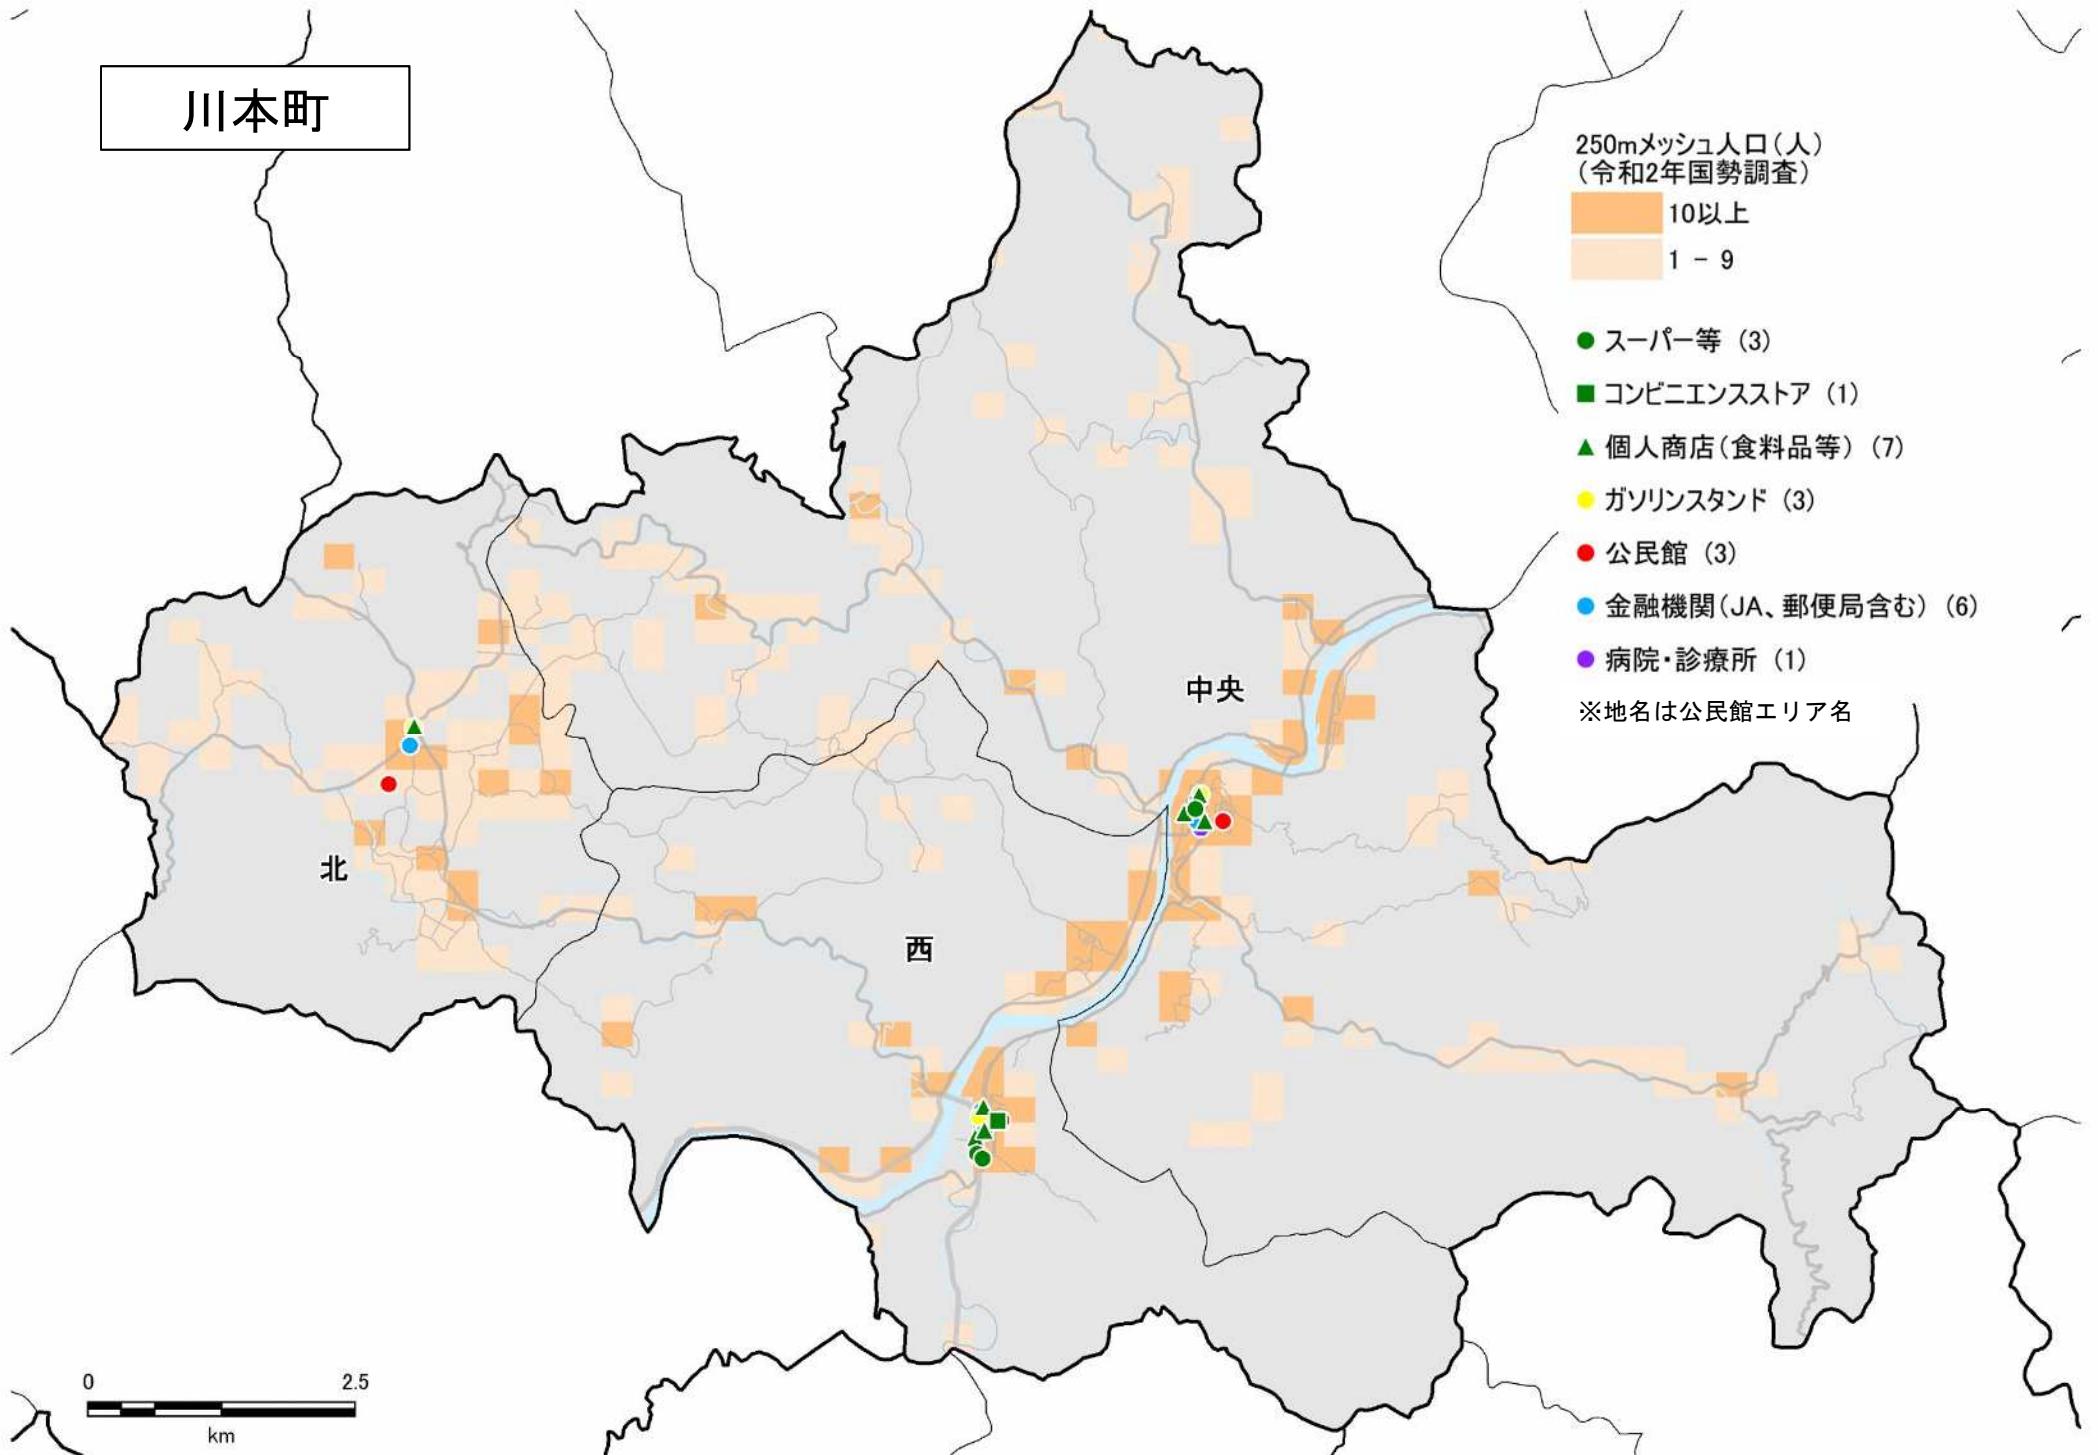 川本町
250mメッシュ人口(人)
(令和2年国勢調査)
10以上
1 - 9
スーパー等 (3)
コンビニエンスストア (1)
個人商店(食料品等) (7)
ガソリンスタンド (3)
公民館 (3)
金融機関(JA、郵便局含む) (6)
病院・診療所 (1)
※地名は公民館エリア名
中央
北
西
0 2.5
km